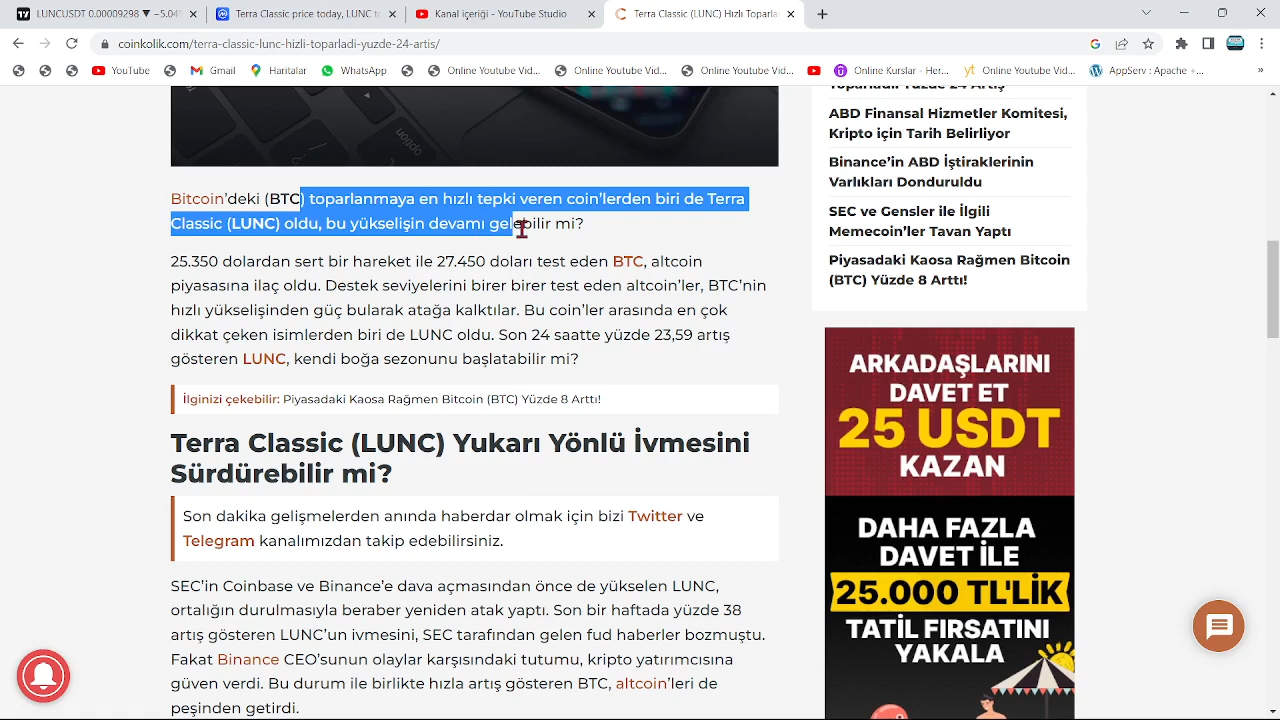 LUNCUSDT 0.00009298 ▼ −5.04%
Terra Classic price today, LUNC to
Kanal içeriği - YouTube Studio
Terra Classic (LUNC) Hızlı Toparla
coinkolik.com/terra-classic-lunc-hizli-toparladi-yuzde-24-artis/
YouTube
Gmail
Haritalar
WhatsApp
Online Youtube Vid...
Online Youtube Vid...
Online Youtube Vid...
Online Kurslar - Her...
Online Youtube Vid...
AppServ : Apache +...
»
option
Bitcoin'deki (BTC) toparlanmaya en hızlı tepki veren coin'lerden biri de Terra
Classic (LUNC) oldu, bu yükselişin devamı gelebilir mi?
25.350 dolardan sert bir hareket ile 27.450 doları test eden BTC, altcoin
piyasasına ilaç oldu. Destek seviyelerini birer birer test eden altcoin'ler, BTC'nin
hızlı yükselişinden güç bularak atağa kalktılar. Bu coin'ler arasında en çok
dikkat çeken isimlerden biri de LUNC oldu. Son 24 saatte yüzde 23,59 artış
gösteren LUNC, kendi boğa sezonunu başlatabilir mi?
İlginizi çekebilir: Piyasadaki Kaosa Rağmen Bitcoin (BTC) Yüzde 8 Arttı!
Terra Classic (LUNC) Yukarı Yönlü İvmesini
Sürdürebilir mi?
Son dakika gelişmelerden anında haberdar olmak için bizi Twitter ve
Telegram kanalımızdan takip edebilirsiniz.
SEC'in Coinbase ve Binance'e dava açmasından önce de yükselen LUNC,
ortalığın durulmasıyla beraber yeniden atak yaptı. Son bir haftada yüzde 38
artış gösteren LUNC'un ivmesini, SEC tarafından gelen fud haberler bozmuştu.
Fakat Binance CEO'sunun olaylar karşısındaki tutumu, kripto yatırımcısına
güven verdi. Bu durum ile birlikte hızla artış gösteren BTC, altcoin'leri de
peşinden getirdi.
Toparladı! Yüzde 24 Artış
ABD Finansal Hizmetler Komitesi,
Kripto için Tarih Belirliyor
Binance'in ABD İştiraklerinin
Varlıkları Donduruldu
SEC ve Gensler ile İlgili
Memecoin'ler Tavan Yaptı
Piyasadaki Kaosa Rağmen Bitcoin
(BTC) Yüzde 8 Arttı!
ARKADAŞLARINI
DAVET ET
25 USDT
KAZAN
DAHA FAZLA
DAVET İLE
25.000 TL'LİK
TATİL FIRSATINI
YAKALA